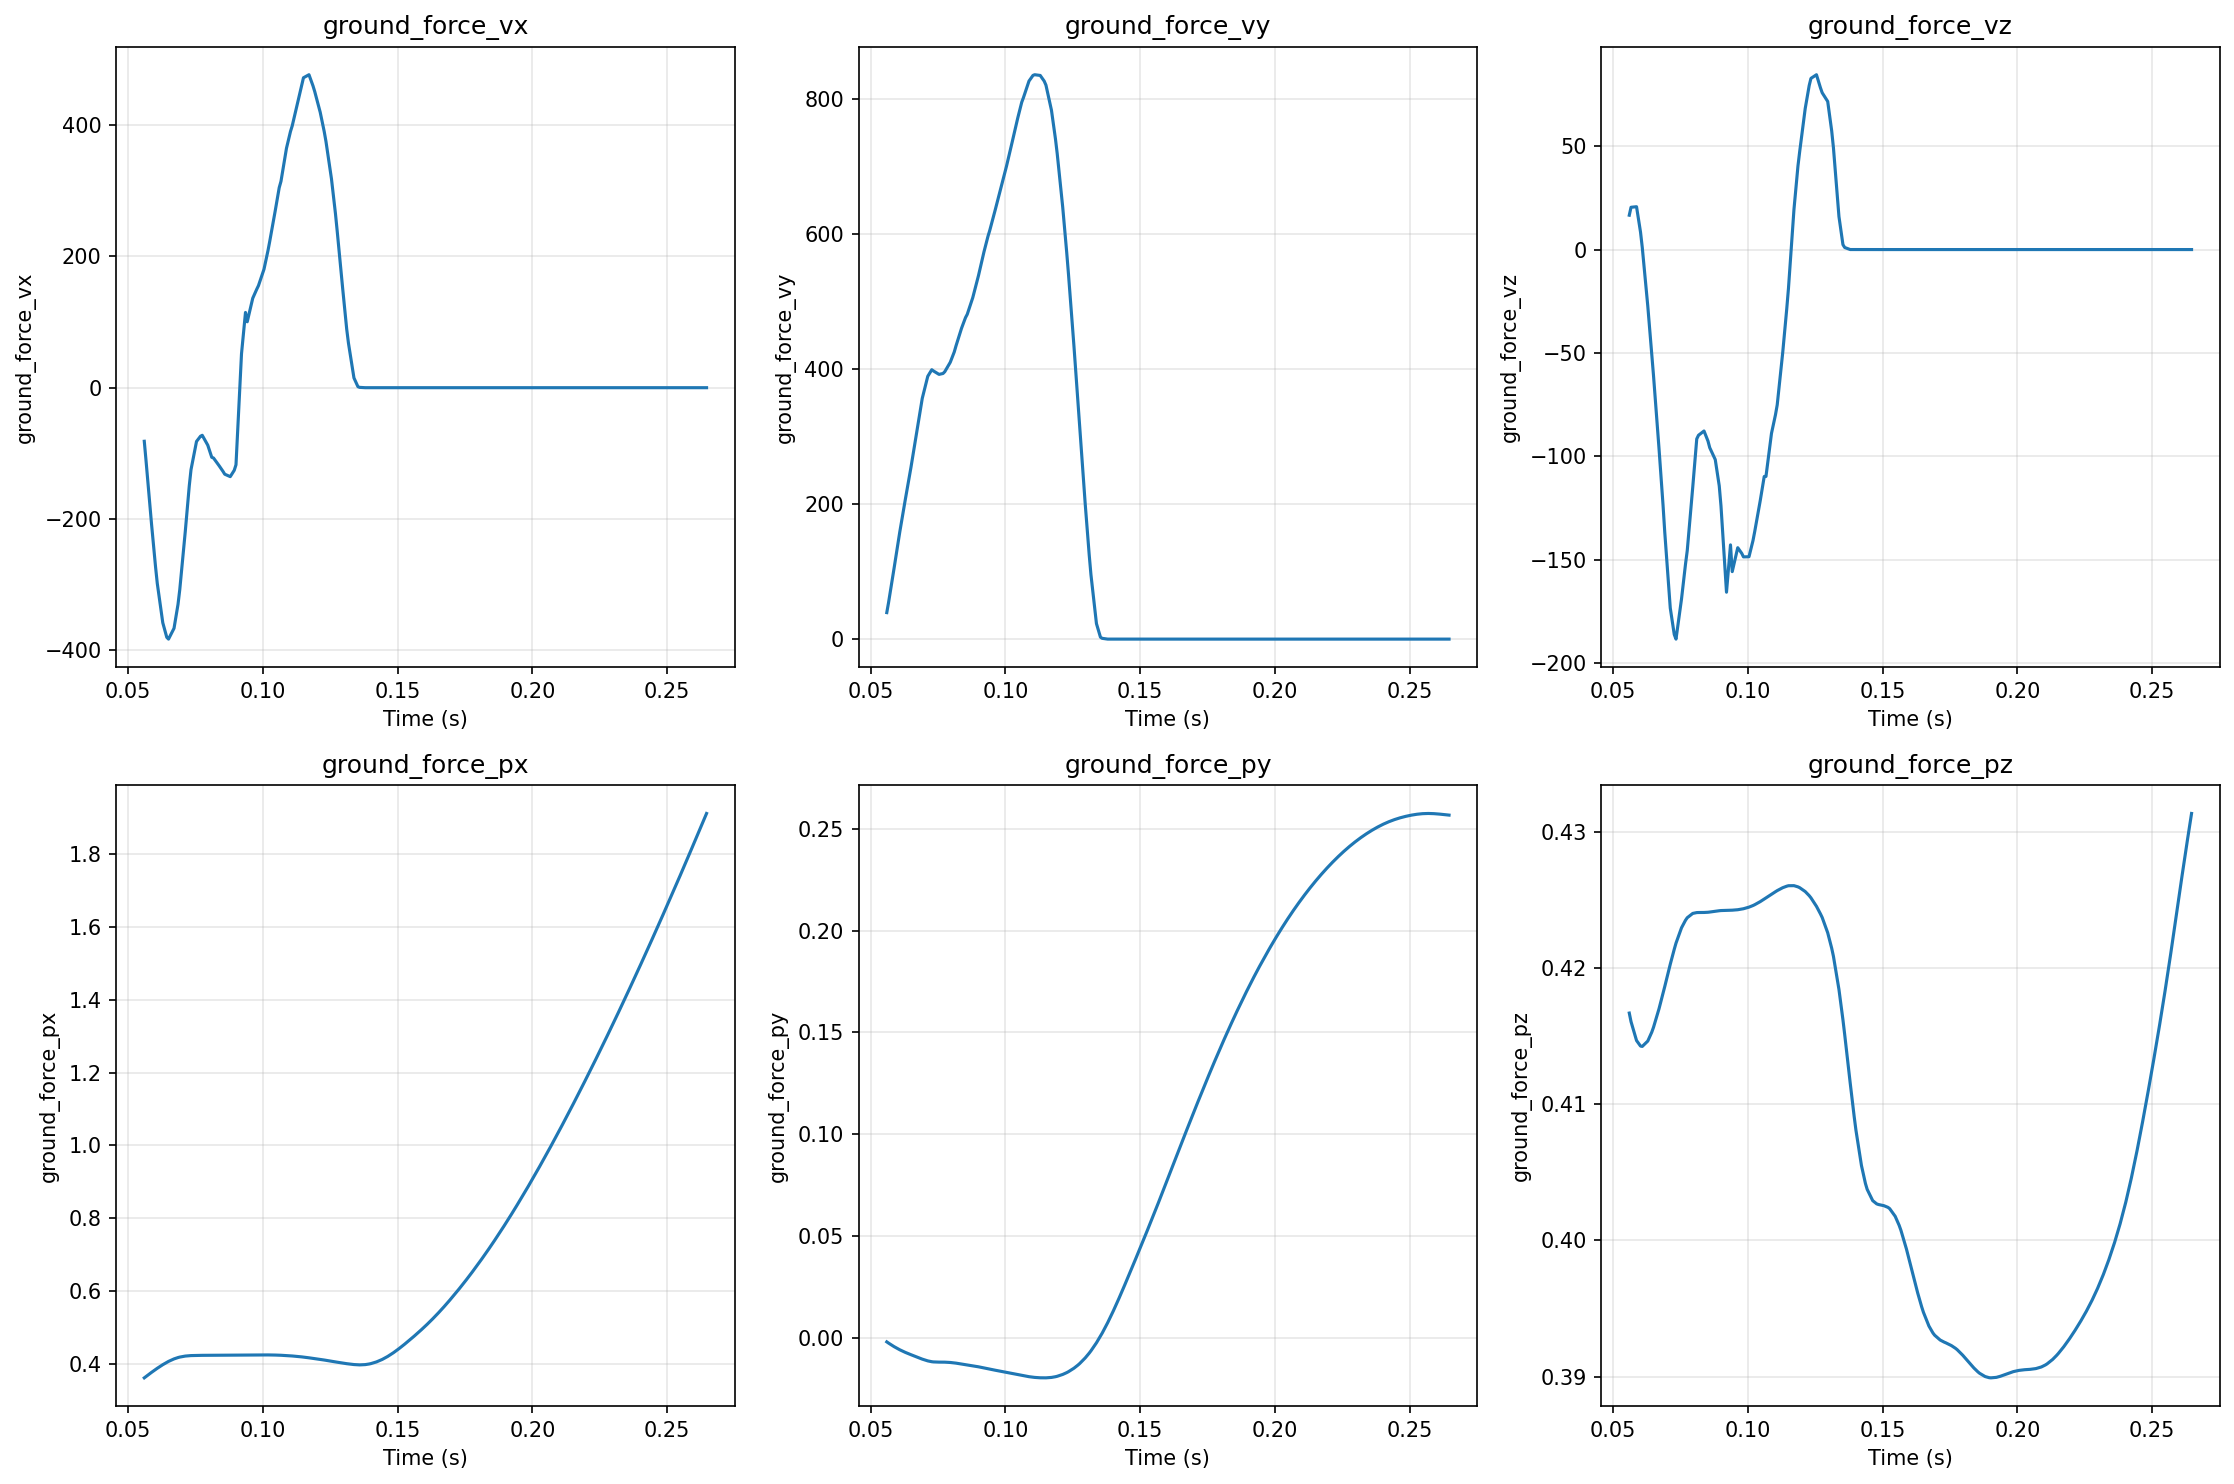 ground_force_vx
400
200
0
−200
−400
ground_force_vx
0.05 0.10 0.15 0.20 0.25
Time (s)
ground_force_vy
800
600
400
200
0
ground_force_vy
0.05 0.10 0.15 0.20 0.25
Time (s)
ground_force_vz
50
0
−50
−100
−150
−200
ground_force_vz
0.05 0.10 0.15 0.20 0.25
Time (s)
ground_force_px
1.8
1.6
1.4
1.2
1.0
0.8
0.6
0.4
ground_force_px
0.05 0.10 0.15 0.20 0.25
Time (s)
ground_force_py
0.25
0.20
0.15
0.10
0.05
0.00
ground_force_py
0.05 0.10 0.15 0.20 0.25
Time (s)
ground_force_pz
0.43
0.42
0.41
0.40
0.39
ground_force_pz
0.05 0.10 0.15 0.20 0.25
Time (s)